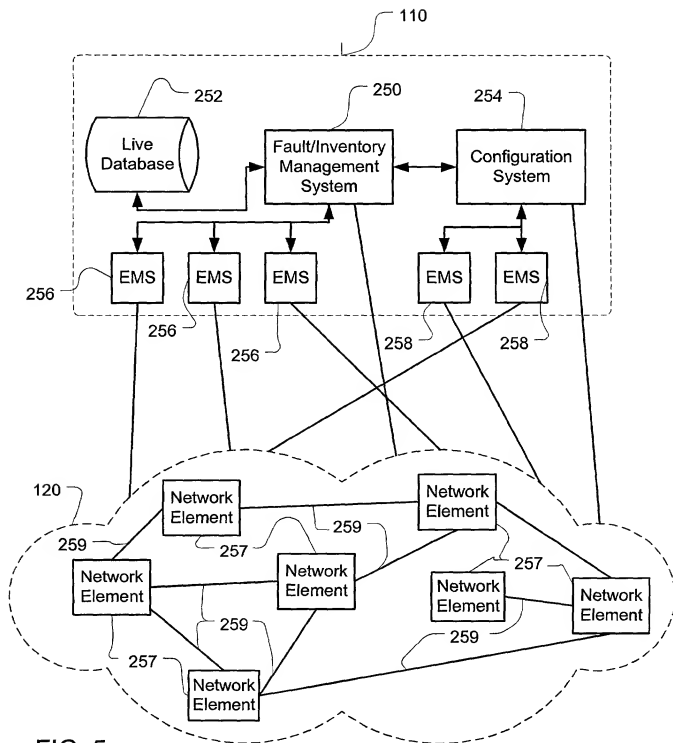 110
252
250
254
Live
Database
Fault/Inventory
Management
System
Configuration
System
EMS
EMS
EMS
EMS
EMS
256
256
256
258
258
120
Network
Element
259
Network
Element
259
257
259
Network
Element
Network
Element
Network
Element
257
Network
Element
259
259
259
257
Network
Element
FIG. 5